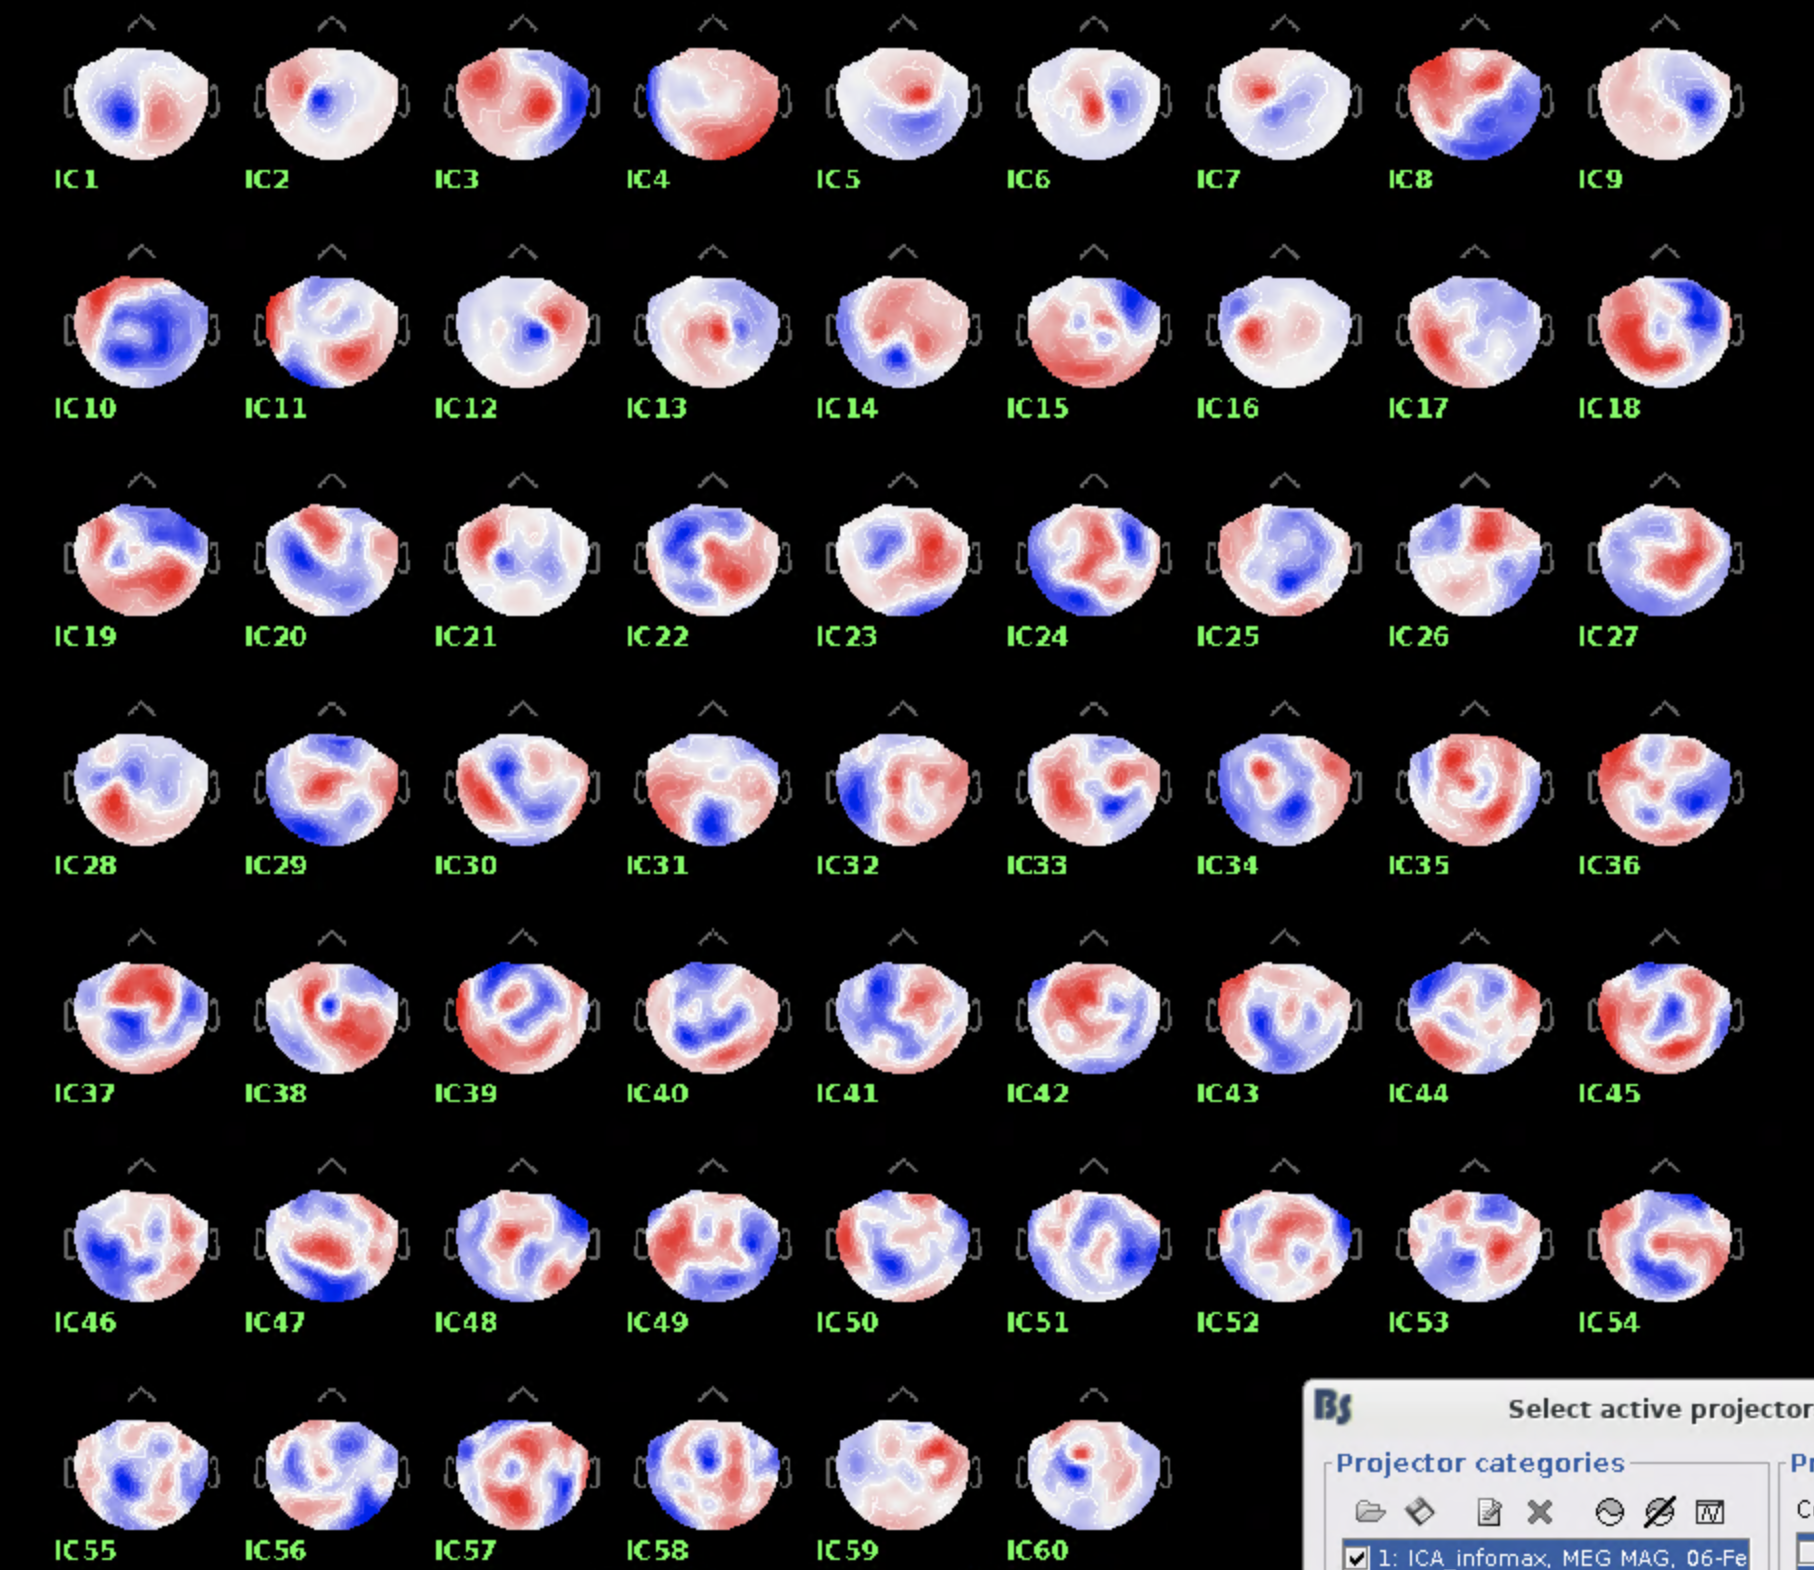 IC1 IC2 IC3 IC4 IC5 IC6 IC7 IC8 IC9
IC10 IC11 IC12 IC13 IC14 IC15 IC16 IC17 IC18
IC19 IC20 IC21 IC22 IC23 IC24 IC25 IC26 IC27
IC28 IC29 IC30 IC31 IC32 IC33 IC34 IC35 IC36
IC37 IC38 IC39 IC40 IC41 IC42 IC43 IC44 IC45
IC46 IC47 IC48 IC49 IC50 IC51 IC52 IC53 IC54
IC55 IC56 IC57 IC58 IC59 IC60
Bs Select active projector
Projector categories
1: ICA_infomax, MEG MAG, 06-Fe